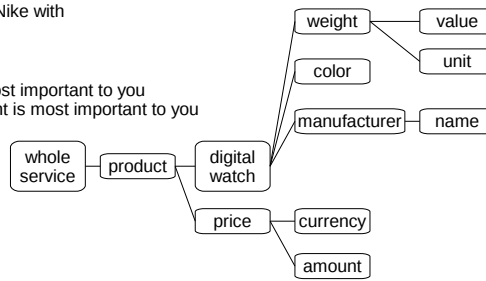 Nike with
ost important to you
nt is most important to you
weight
value
unit
color
manufacturer
name
whole
service
product
digital
watch
price
currency
amount